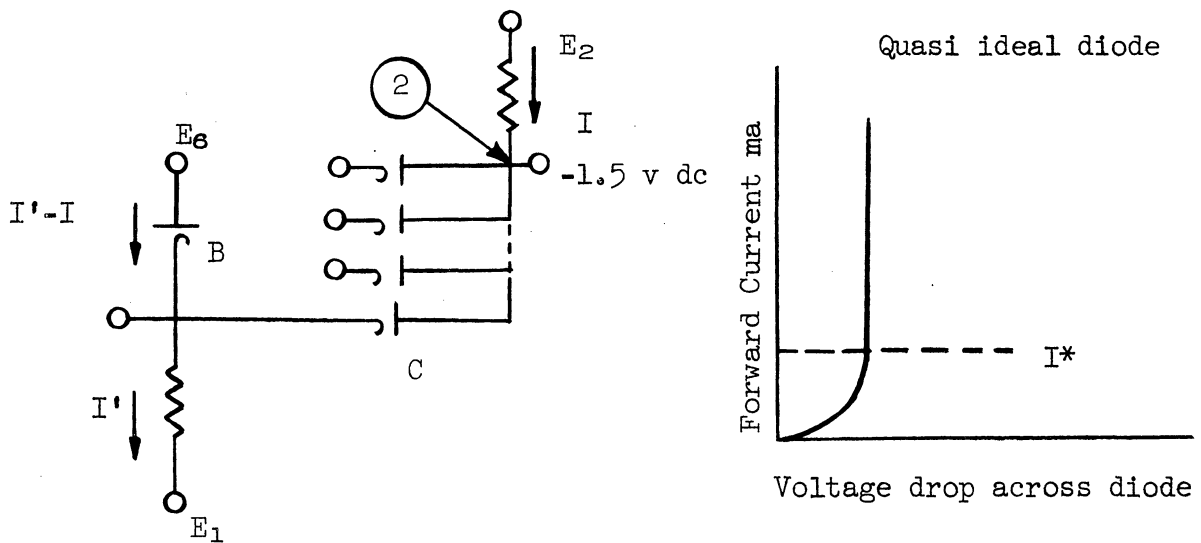 E2
2
I
E6
-1.5 v dc
I'-I
B
C
I'
E1
Quasi ideal diode
Forward Current ma
I*
Voltage drop across diode